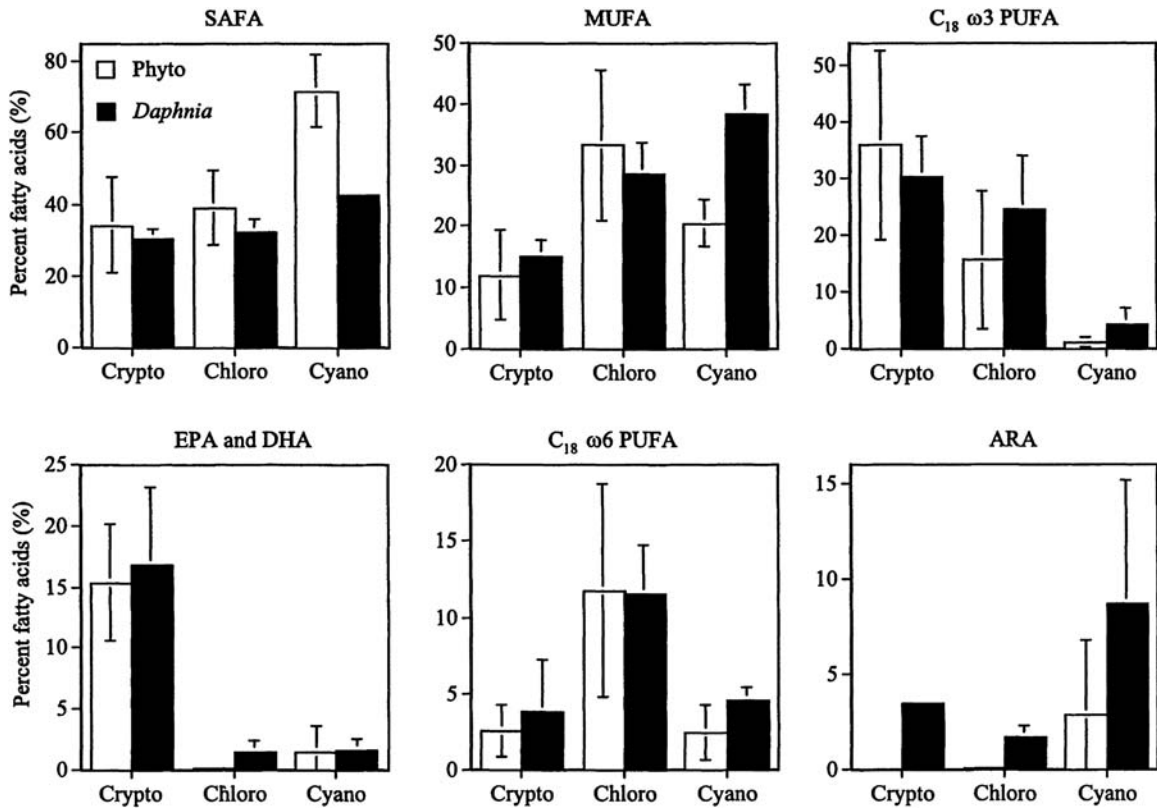 SAFA
Percent fatty acids (%)
80
60
40
20
0
Phyto
Daphnia
Crypto Chloro Cyano
MUFA
50
40
30
20
10
0
Crypto Chloro Cyano
C₁₈ ω3 PUFA
50
40
30
20
10
0
Crypto Chloro Cyano
EPA and DHA
Percent fatty acids (%)
25
20
15
10
5
0
Crypto Chloro Cyano
C₁₈ ω6 PUFA
20
15
10
5
0
Crypto Chloro Cyano
ARA
15
10
5
0
Crypto Chloro Cyano